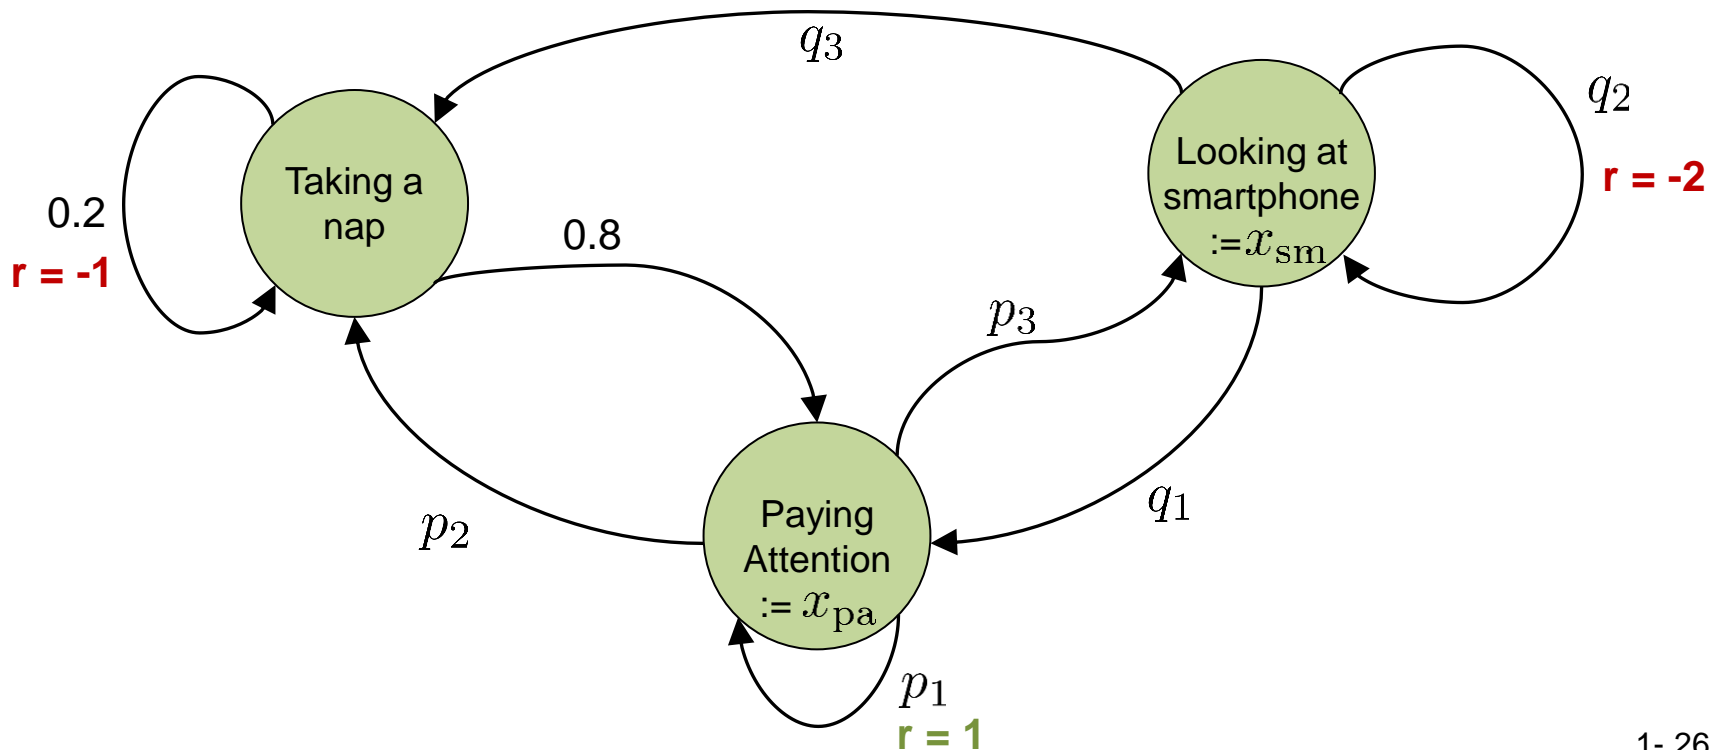 q₃
q₂
Looking at
smartphone
:=x_sm
r = -2
Taking a
nap
0.2
r = -1
0.8
p₃
q₁
p₂
Paying
Attention
:= x_pa
p₁
r = 1
1- 26